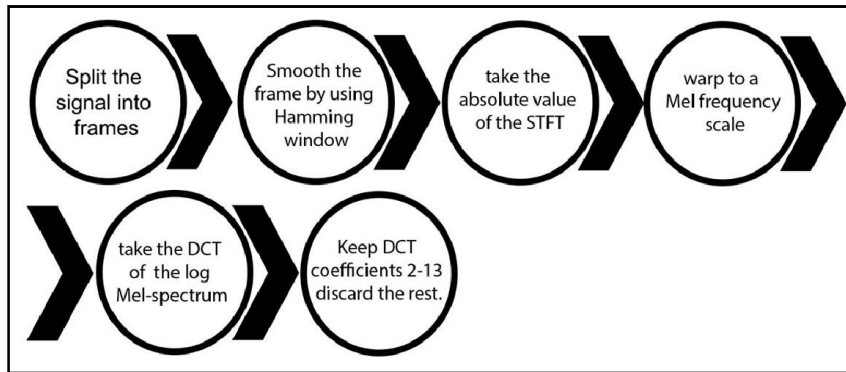 Split the
signal into
frames
Smooth the
frame by using
Hamming
window
take the
absolute value
of the STFT
warp to a
Mel frequency
scale
take the DCT
of the log
Mel-spectrum
Keep DCT
coefficients 2-13
discard the rest.